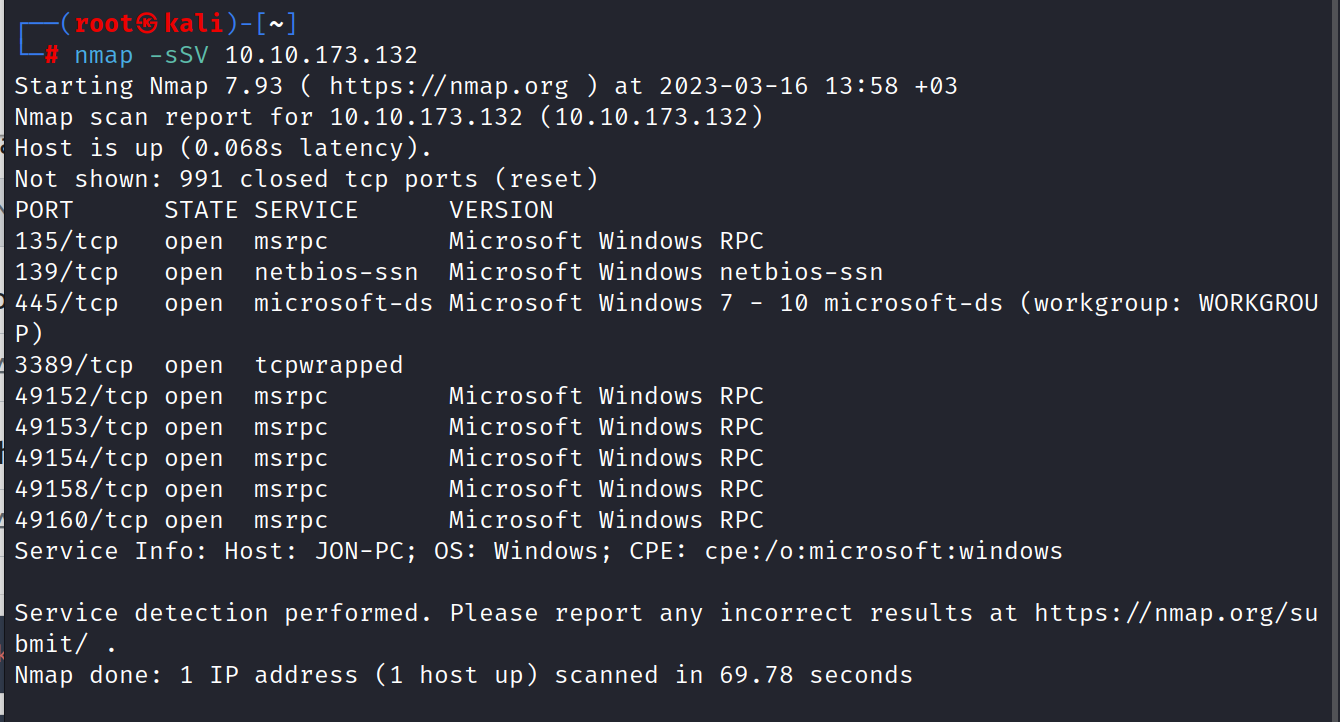 ┌──(root㉿kali)-[~]
└─# nmap -sSV 10.10.173.132
Starting Nmap 7.93 ( https://nmap.org ) at 2023-03-16 13:58 +03
Nmap scan report for 10.10.173.132 (10.10.173.132)
Host is up (0.068s latency).
Not shown: 991 closed tcp ports (reset)
PORT      STATE SERVICE      VERSION
135/tcp   open  msrpc        Microsoft Windows RPC
139/tcp   open  netbios-ssn  Microsoft Windows netbios-ssn
445/tcp   open  microsoft-ds Microsoft Windows 7 - 10 microsoft-ds (workgroup: WORKGROU
P)
3389/tcp  open  tcpwrapped
49152/tcp open  msrpc        Microsoft Windows RPC
49153/tcp open  msrpc        Microsoft Windows RPC
49154/tcp open  msrpc        Microsoft Windows RPC
49158/tcp open  msrpc        Microsoft Windows RPC
49160/tcp open  msrpc        Microsoft Windows RPC
Service Info: Host: JON-PC; OS: Windows; CPE: cpe:/o:microsoft:windows
Service detection performed. Please report any incorrect results at https://nmap.org/su
bmit/ .
Nmap done: 1 IP address (1 host up) scanned in 69.78 seconds